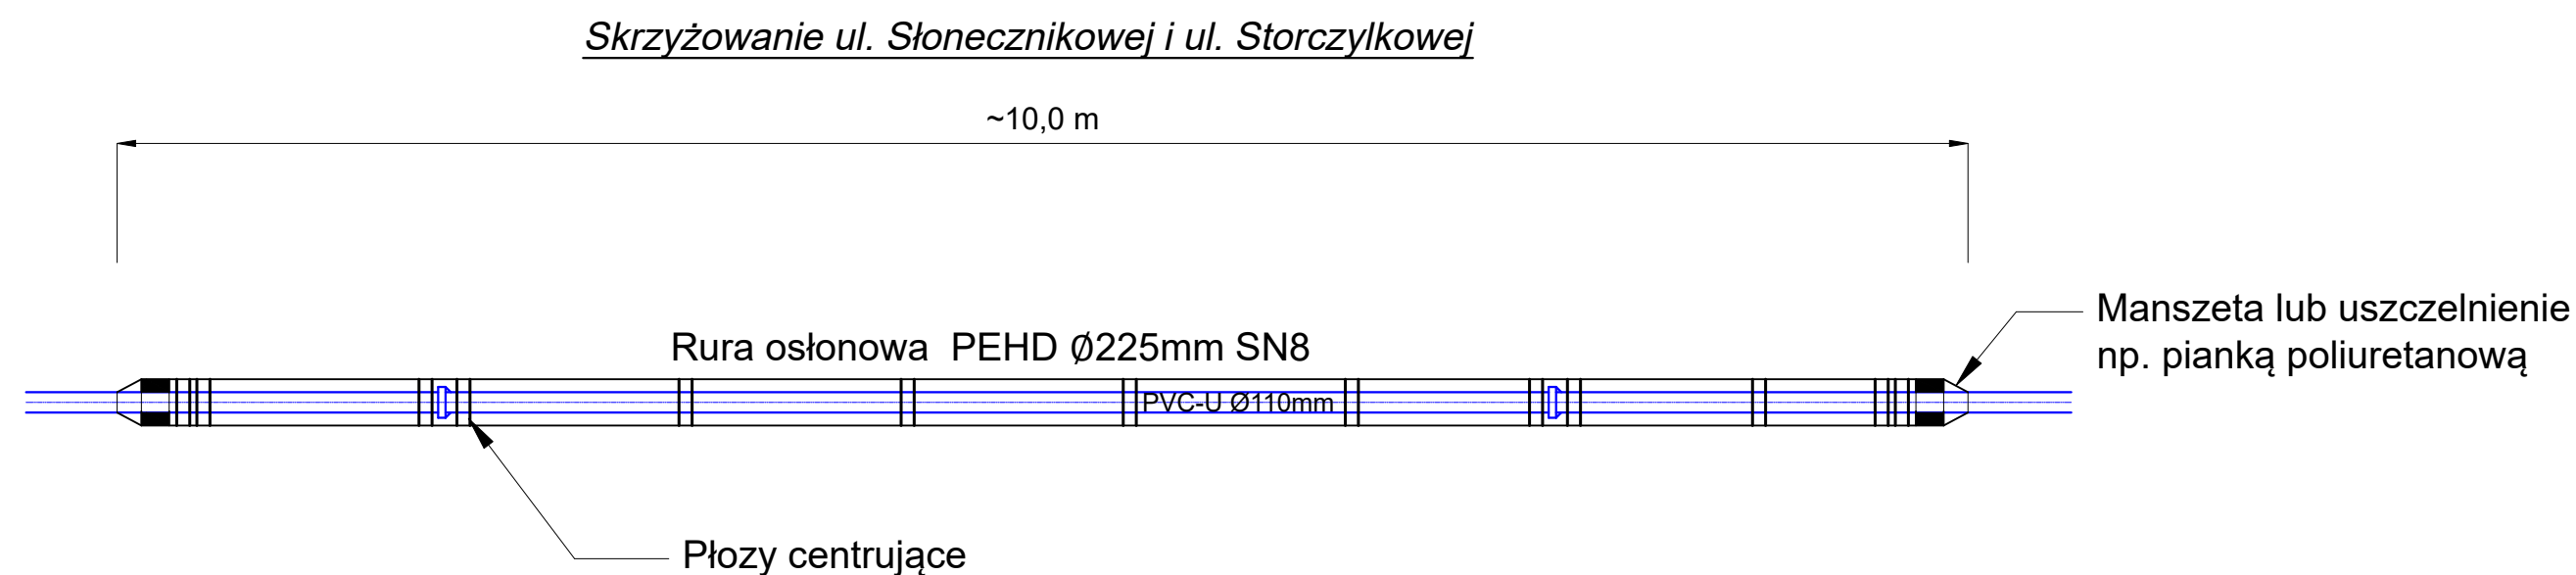 Skrzyżowanie ul. Słonecznikowej i ul. Storczylkowej
~10,0 m
Manszeta lub uszczelnienie
np. pianką poliuretanową
Rura osłonowa PEHD Ø225mm SN8
PVC-U Ø110mm
Płozy centrujące